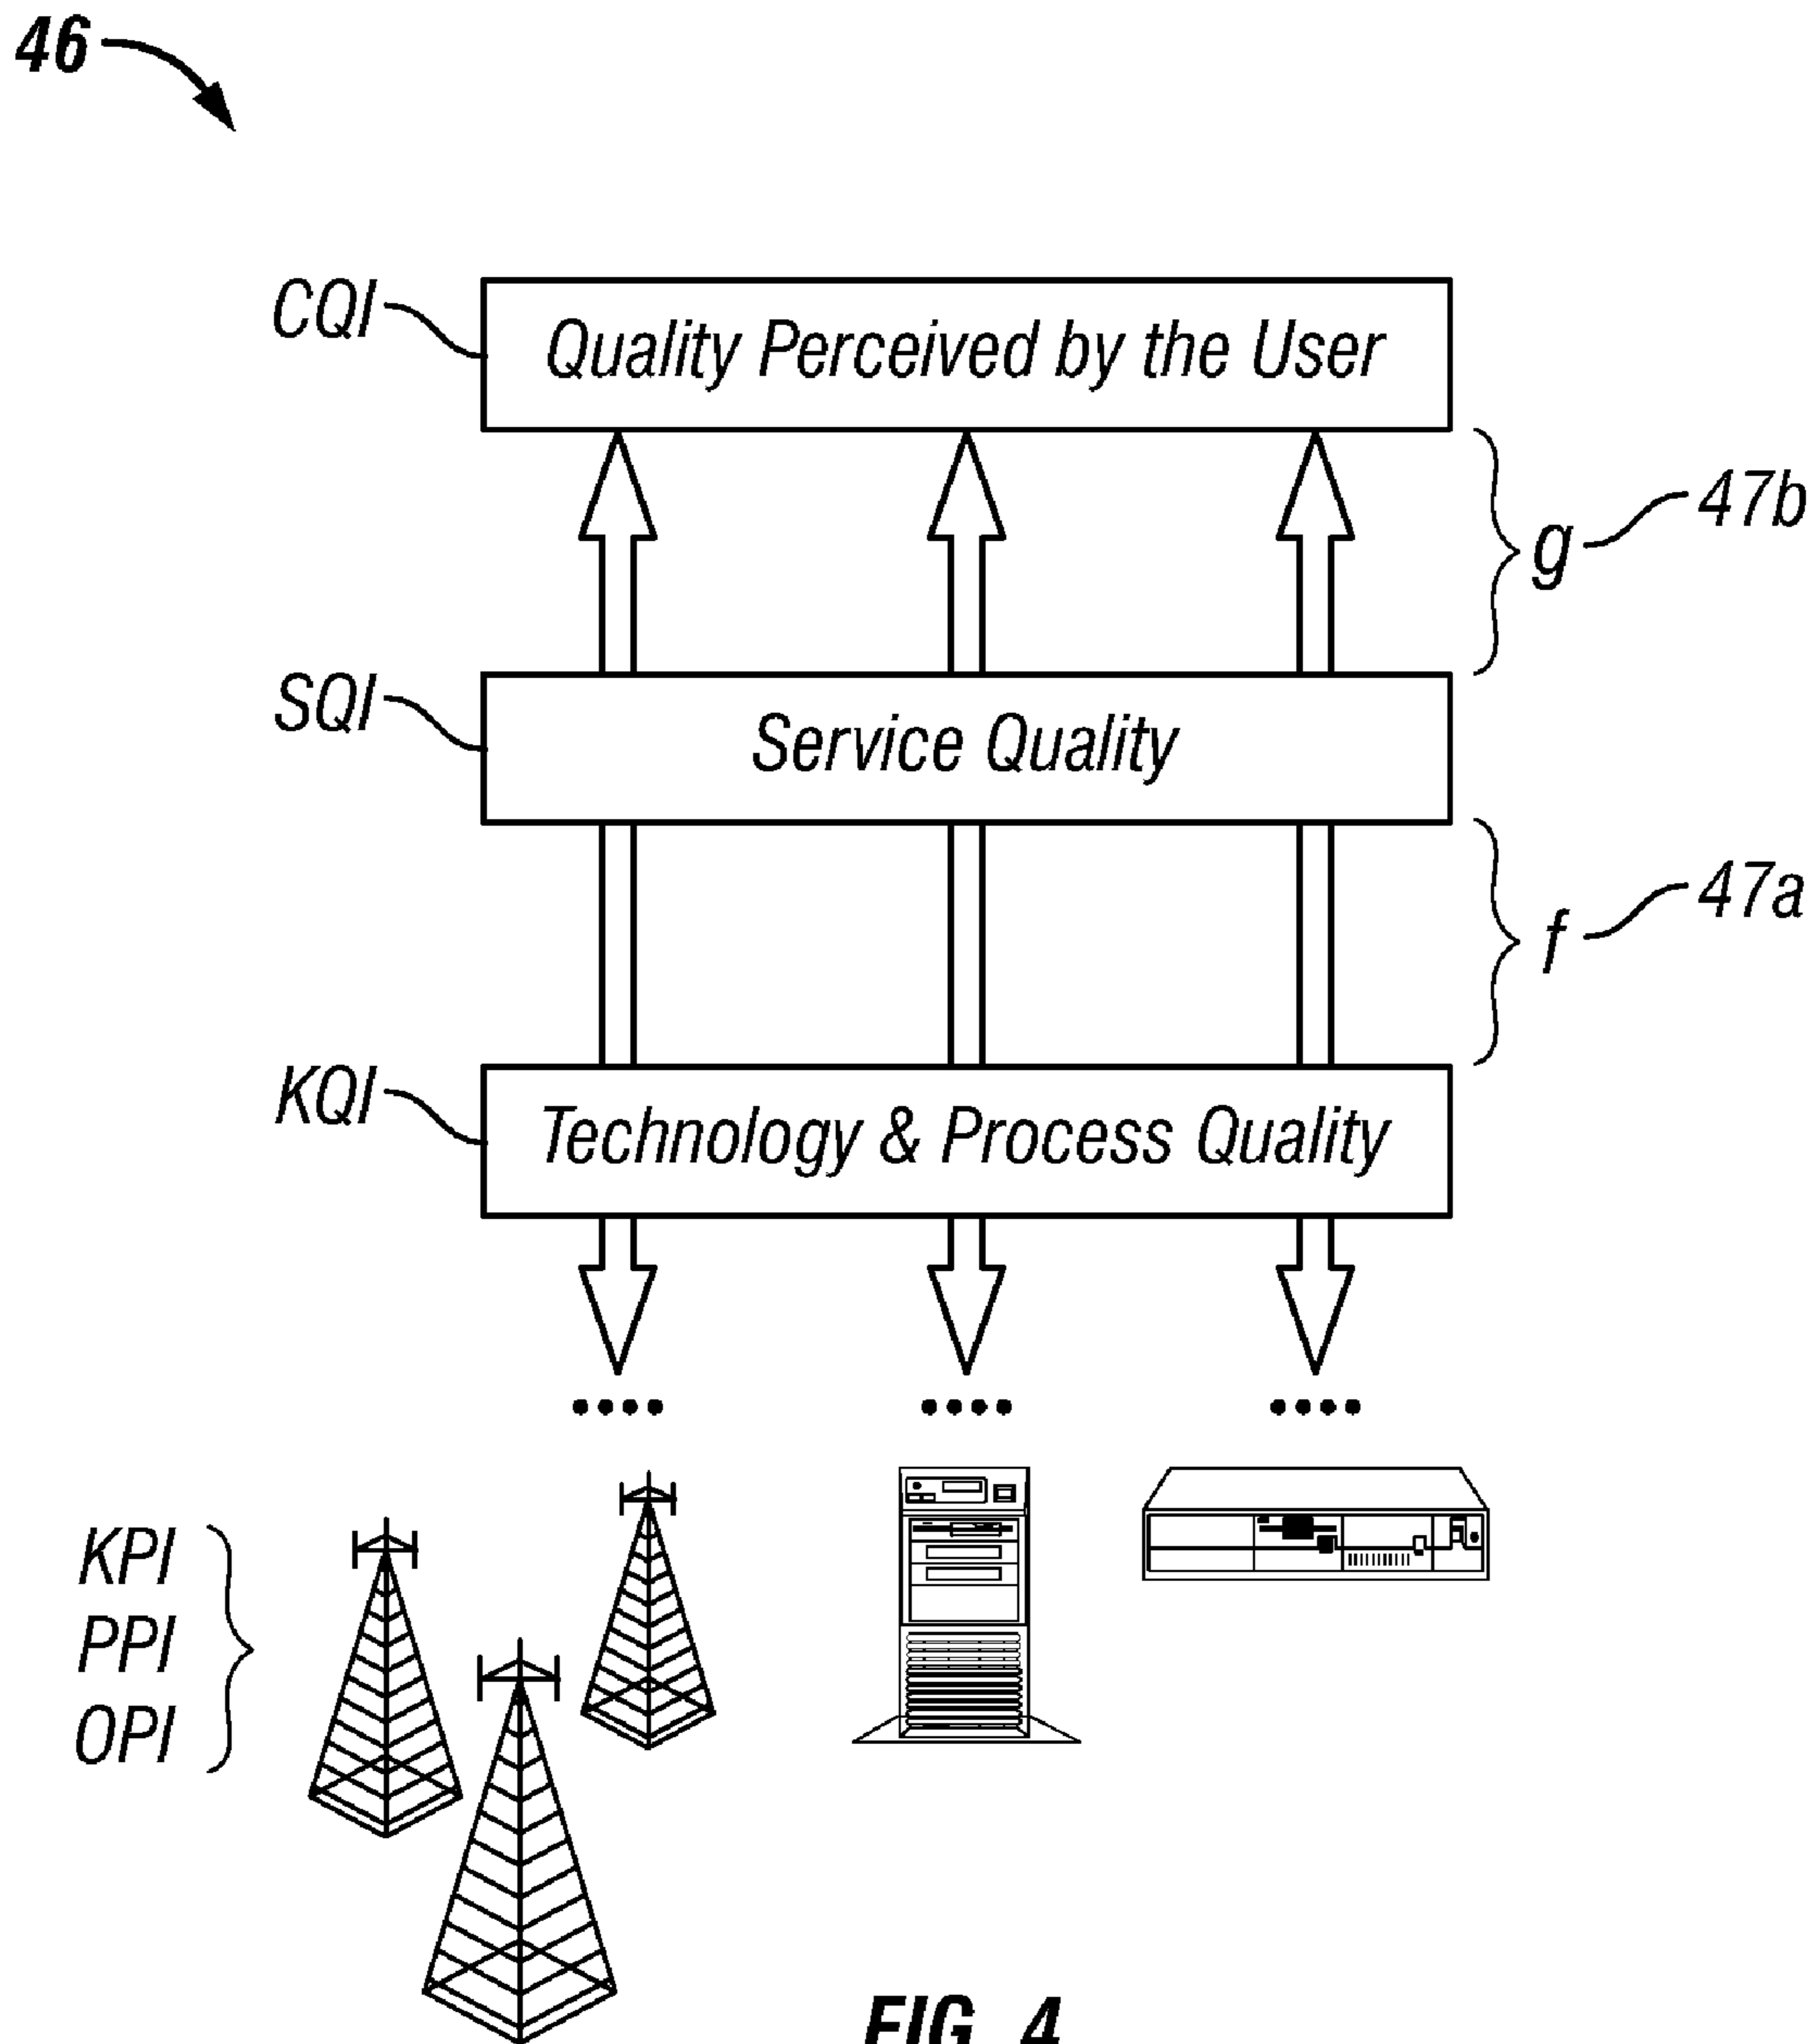 46
CQI
Quality Perceived by the User
g
47b
SQI
Service Quality
f
47a
KQI
Technology & Process Quality
KPI
PPI
OPI
FIG. 4